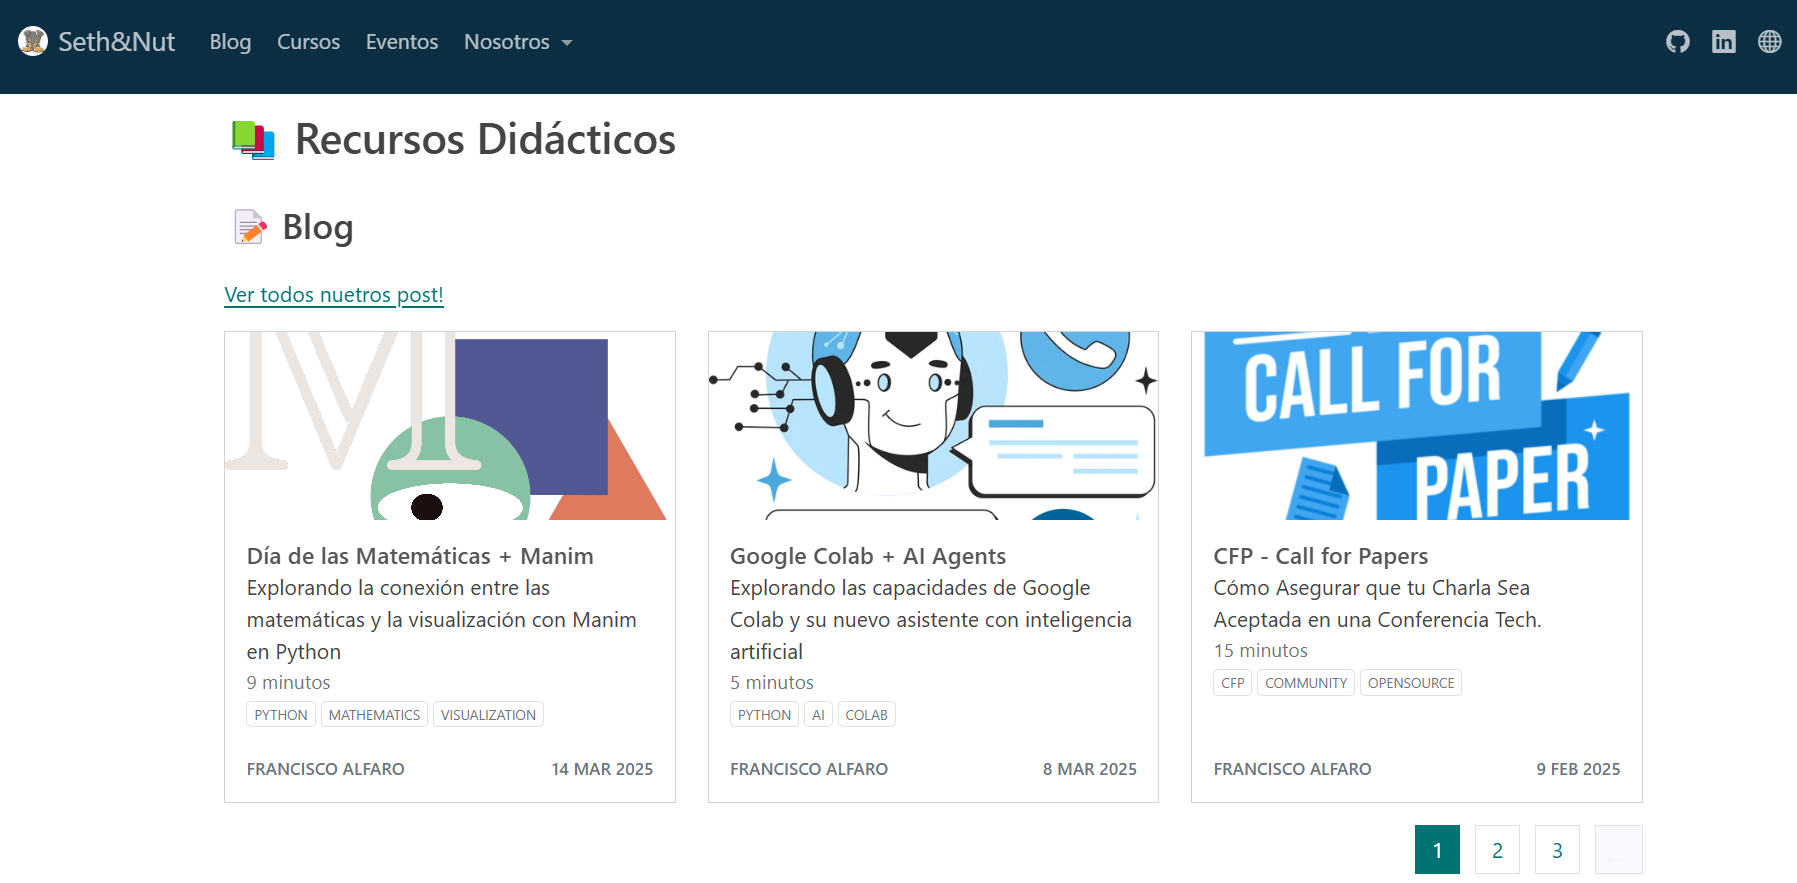 Seth&Nut Blog Cursos Eventos Nosotros
Recursos Didácticos
Blog
Ver todos nuetros post!
M
Día de las Matemáticas + Manim
Explorando la conexión entre las
matemáticas y la visualización con Manim
en Python
9 minutos
PYTHON MATHEMATICS VISUALIZATION
FRANCISCO ALFARO 14 MAR 2025
Google Colab + AI Agents
Explorando las capacidades de Google
Colab y su nuevo asistente con inteligencia
artificial
5 minutos
PYTHON AI COLAB
FRANCISCO ALFARO 8 MAR 2025
CALL FOR
PAPER
CFP - Call for Papers
Cómo Asegurar que tu Charla Sea
Aceptada en una Conferencia Tech.
15 minutos
CFP COMMUNITY OPENSOURCE
FRANCISCO ALFARO 9 FEB 2025
1 2 3 ...